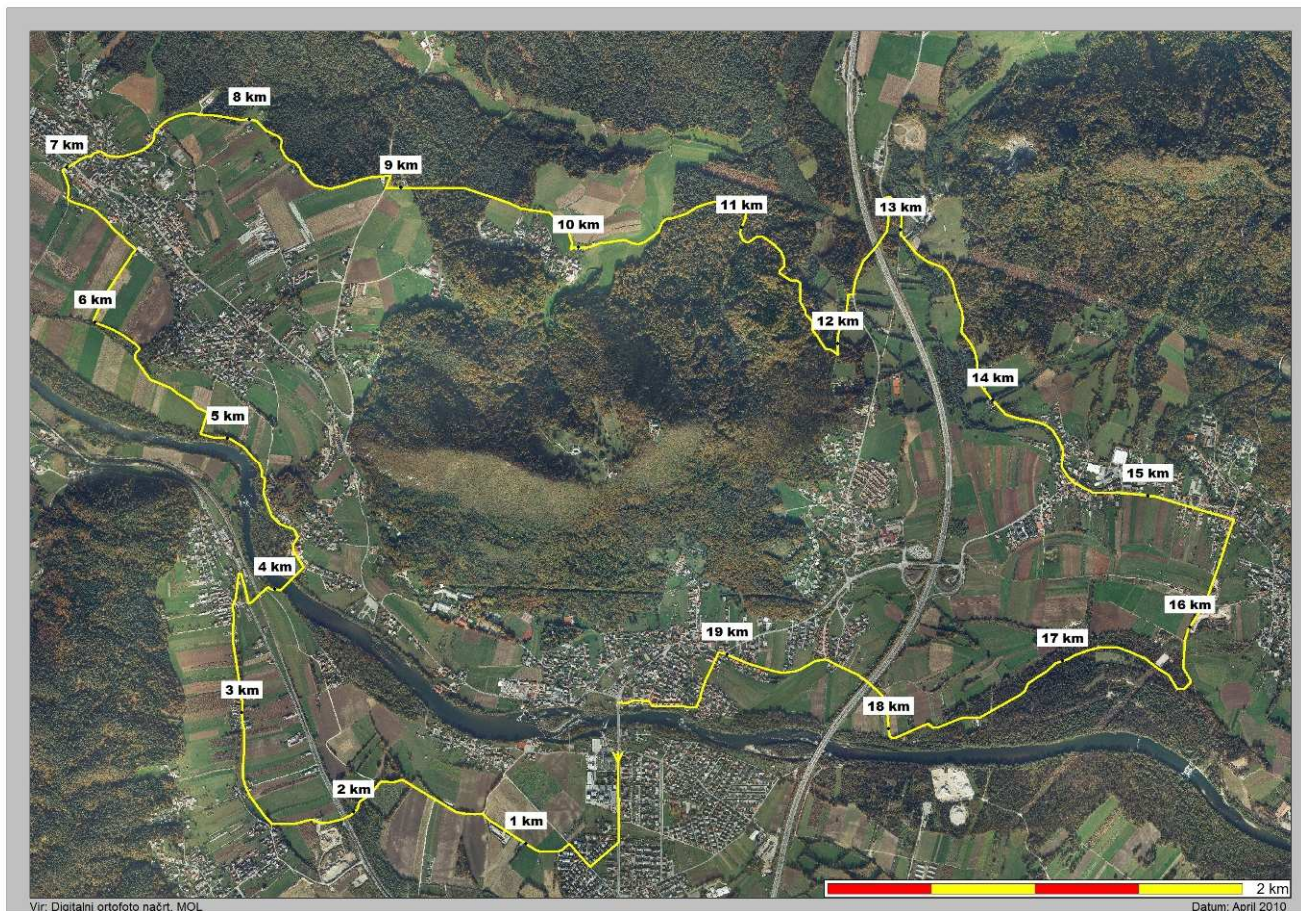 8 km
7 km
9 km
11 km
13 km
10 km
6 km
12 km
14 km
5 km
15 km
4 km
16 km
19 km
17 km
3 km
18 km
2 km
1 km
2 km
Vir: Digitalni ortofoto načrt, MOL
Datum: April 2010